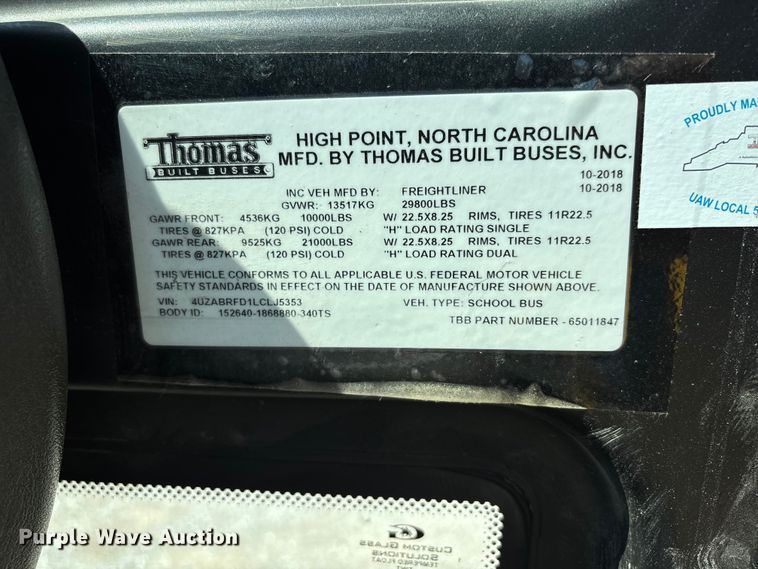 Thomas
BUILT BUSES
HIGH POINT, NORTH CAROLINA
MFD. BY THOMAS BUILT BUSES, INC.
10-2018
INC VEH MFD BY: FREIGHTLINER 10-2018
GVWR: 13517KG 29800LBS
GAWR FRONT: 4536KG 10000LBS W/ 22.5X8.25 RIMS, TIRES 11R22.5
TIRES @ 827KPA (120 PSI) COLD "H" LOAD RATING SINGLE
GAWR REAR: 9525KG 21000LBS W/ 22.5X8.25 RIMS, TIRES 11R22.5
TIRES @ 827KPA (120 PSI) COLD "H" LOAD RATING DUAL
THIS VEHICLE CONFORMS TO ALL APPLICABLE U.S. FEDERAL MOTOR VEHICLE
SAFETY STANDARDS IN EFFECT ON THE DATE OF MANUFACTURE SHOWN ABOVE.
VIN: 4UZABRFD1LCLJ5353 VEH. TYPE: SCHOOL BUS
BODY ID: 152640-1868880-340TS TBB PART NUMBER - 65011847
PROUDLY MA
UAW LOCAL 5
CUSTOM GLASS
SOLUTIONS
TEMPERED FLOAT
Purple Wave Auction